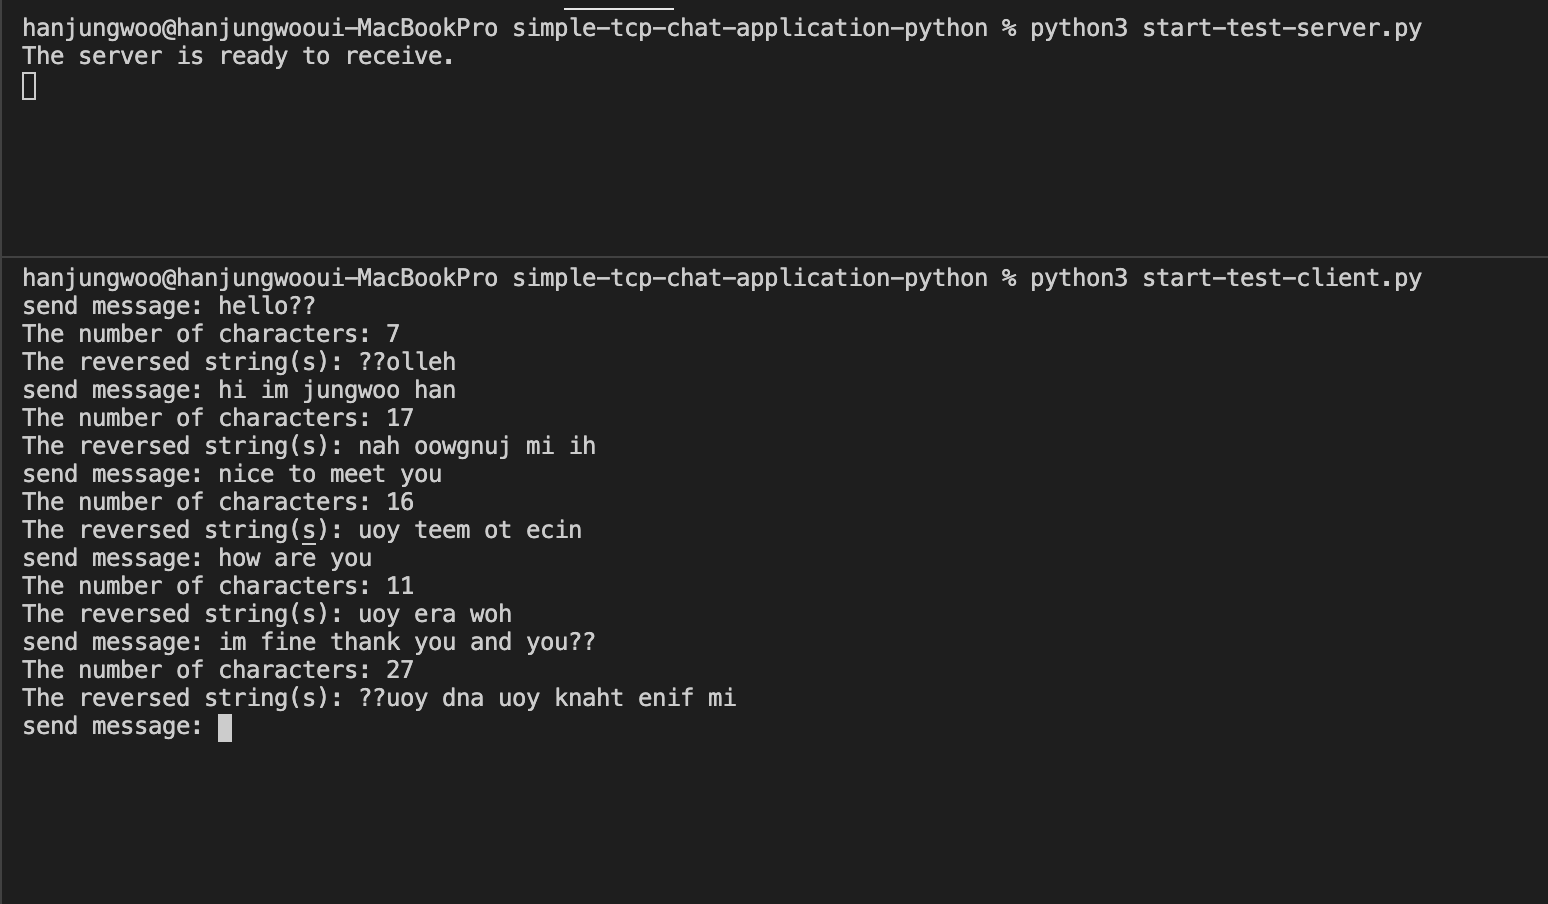 hanjungwoo@hanjungwooui-MacBookPro simple-tcp-chat-application-python % python3 start-test-server.py
The server is ready to receive.
hanjungwoo@hanjungwooui-MacBookPro simple-tcp-chat-application-python % python3 start-test-client.py
send message: hello??
The number of characters: 7
The reversed string(s): ??olleh
send message: hi im jungwoo han
The number of characters: 17
The reversed string(s): nah oowgnuj mi ih
send message: nice to meet you
The number of characters: 16
The reversed string(s): uoy teem ot ecin
send message: how are you
The number of characters: 11
The reversed string(s): uoy era woh
send message: im fine thank you and you??
The number of characters: 27
The reversed string(s): ??uoy dna uoy knaht enif mi
send message: